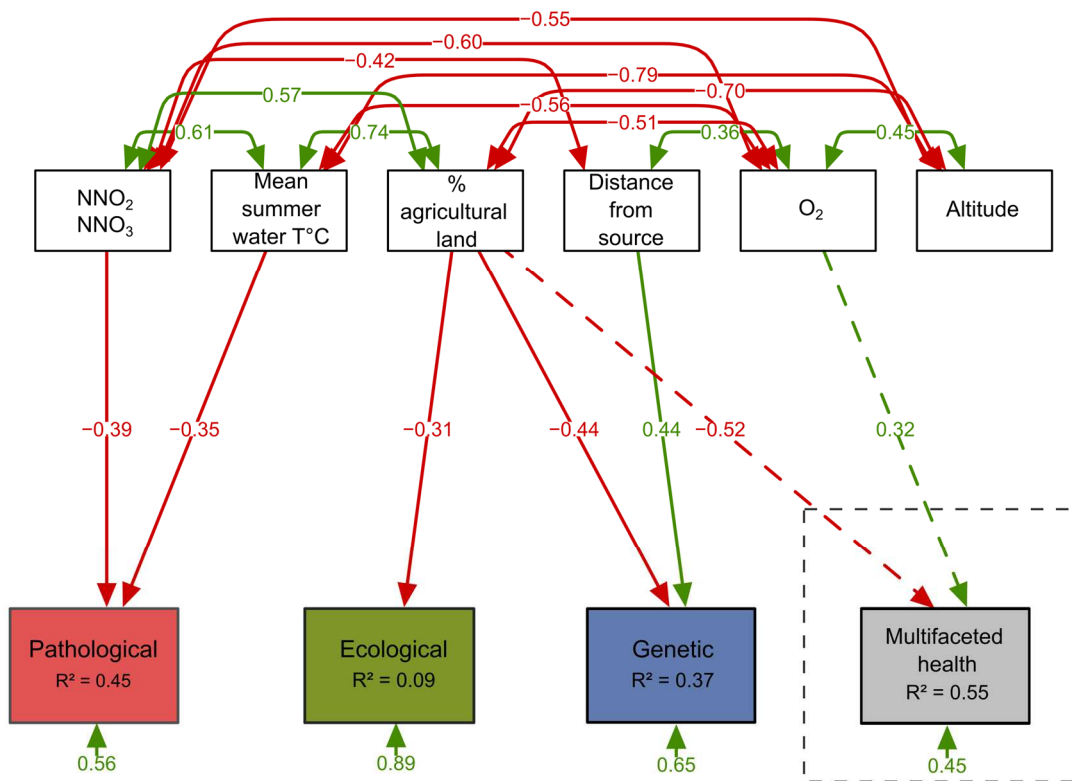 −0.55
−0.60
−0.42
−0.79
−0.70
0.57
−0.56
−0.51
0.61
0.74
0.36
0.45
NNO₂
NNO₃
Mean
summer
water T°C
%
agricultural
land
Distance
from
source
O₂
Altitude
−0.39
−0.35
−0.31
−0.44
0.44
−0.52
0.32
Pathological
R² = 0.45
Ecological
R² = 0.09
Genetic
R² = 0.37
Multifaceted
health
R² = 0.55
0.56
0.89
0.65
0.45